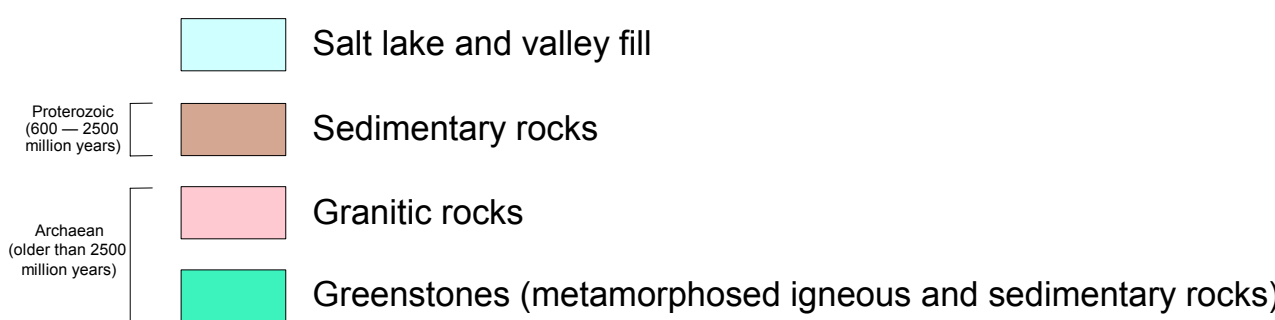 Salt lake and valley fill
Proterozoic
(600 — 2500
million years)
Sedimentary rocks
Granitic rocks
Archaean
(older than 2500
million years)
Greenstones (metamorphosed igneous and sedimentary rocks)